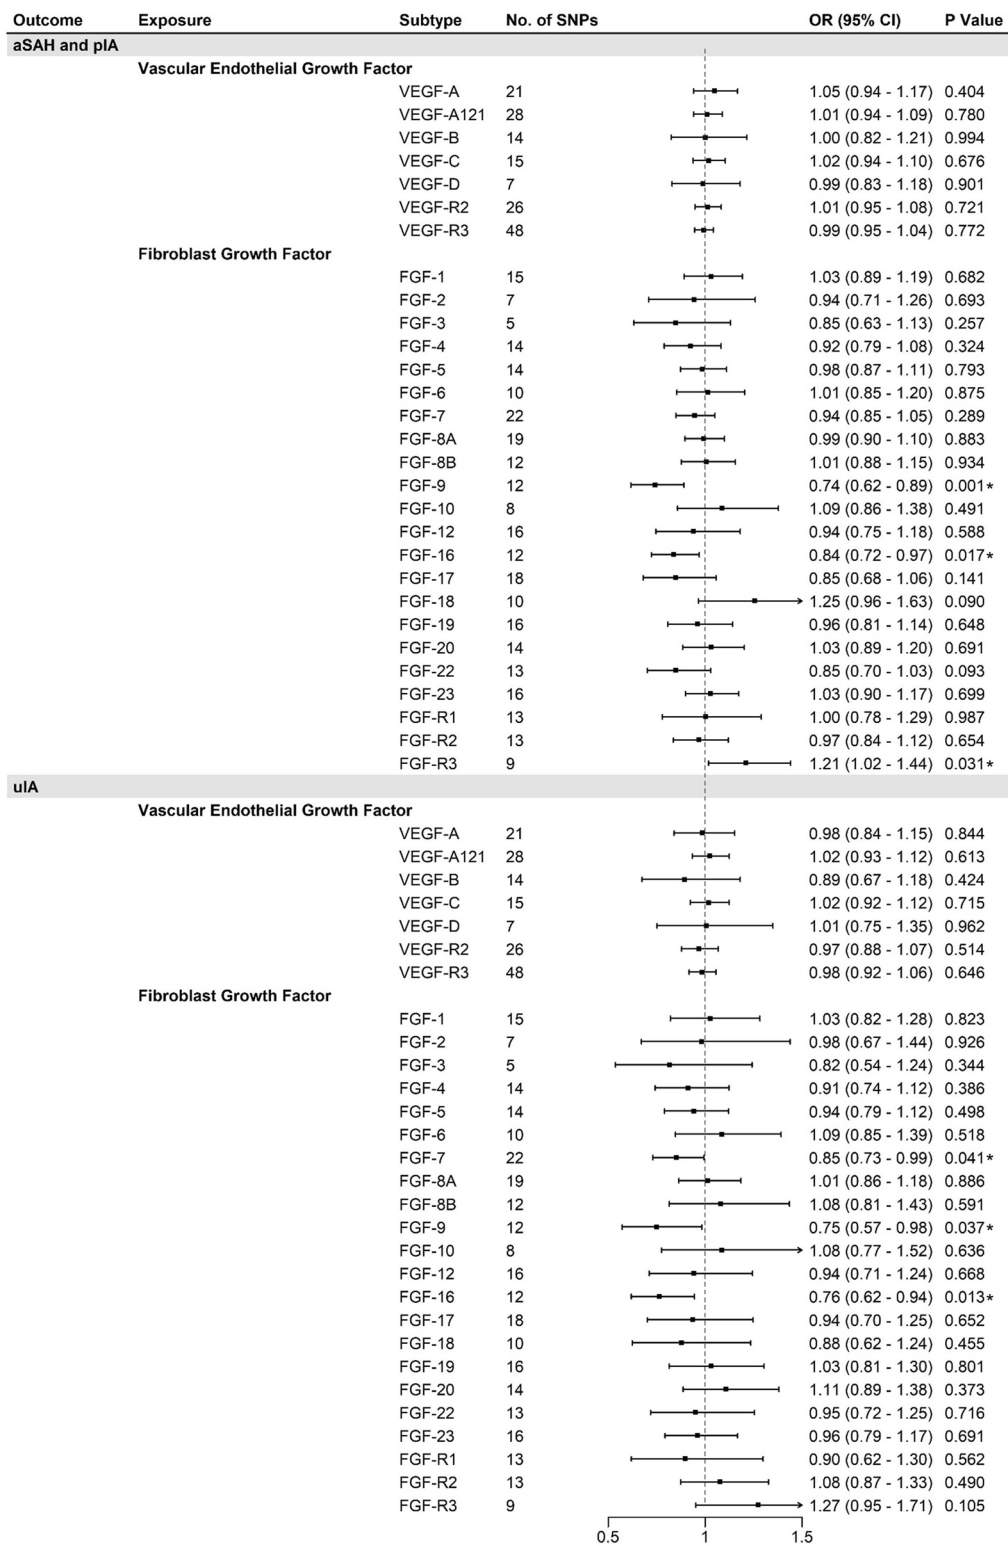 Outcome Exposure Subtype No. of SNPs OR (95% CI) P Value
aSAH and pIA
Vascular Endothelial Growth Factor
VEGF-A 21 1.05 (0.94 - 1.17) 0.404
VEGF-A121 28 1.01 (0.94 - 1.09) 0.780
VEGF-B 14 1.00 (0.82 - 1.21) 0.994
VEGF-C 15 1.02 (0.94 - 1.10) 0.676
VEGF-D 7 0.99 (0.83 - 1.18) 0.901
VEGF-R2 26 1.01 (0.95 - 1.08) 0.721
VEGF-R3 48 0.99 (0.95 - 1.04) 0.772
Fibroblast Growth Factor
FGF-1 15 1.03 (0.89 - 1.19) 0.682
FGF-2 7 0.94 (0.71 - 1.26) 0.693
FGF-3 5 0.85 (0.63 - 1.13) 0.257
FGF-4 14 0.92 (0.79 - 1.08) 0.324
FGF-5 14 0.98 (0.87 - 1.11) 0.793
FGF-6 10 1.01 (0.85 - 1.20) 0.875
FGF-7 22 0.94 (0.85 - 1.05) 0.289
FGF-8A 19 0.99 (0.90 - 1.10) 0.883
FGF-8B 12 1.01 (0.88 - 1.15) 0.934
FGF-9 12 0.74 (0.62 - 0.89) 0.001*
FGF-10 8 1.09 (0.86 - 1.38) 0.491
FGF-12 16 0.94 (0.75 - 1.18) 0.588
FGF-16 12 0.84 (0.72 - 0.97) 0.017*
FGF-17 18 0.85 (0.68 - 1.06) 0.141
FGF-18 10 1.25 (0.96 - 1.63) 0.090
FGF-19 16 0.96 (0.81 - 1.14) 0.648
FGF-20 14 1.03 (0.89 - 1.20) 0.691
FGF-22 13 0.85 (0.70 - 1.03) 0.093
FGF-23 16 1.03 (0.90 - 1.17) 0.699
FGF-R1 13 1.00 (0.78 - 1.29) 0.987
FGF-R2 13 0.97 (0.84 - 1.12) 0.654
FGF-R3 9 1.21 (1.02 - 1.44) 0.031*
uIA
Vascular Endothelial Growth Factor
VEGF-A 21 0.98 (0.84 - 1.15) 0.844
VEGF-A121 28 1.02 (0.93 - 1.12) 0.613
VEGF-B 14 0.89 (0.67 - 1.18) 0.424
VEGF-C 15 1.02 (0.92 - 1.12) 0.715
VEGF-D 7 1.01 (0.75 - 1.35) 0.962
VEGF-R2 26 0.97 (0.88 - 1.07) 0.514
VEGF-R3 48 0.98 (0.92 - 1.06) 0.646
Fibroblast Growth Factor
FGF-1 15 1.03 (0.82 - 1.28) 0.823
FGF-2 7 0.98 (0.67 - 1.44) 0.926
FGF-3 5 0.82 (0.54 - 1.24) 0.344
FGF-4 14 0.91 (0.74 - 1.12) 0.386
FGF-5 14 0.94 (0.79 - 1.12) 0.498
FGF-6 10 1.09 (0.85 - 1.39) 0.518
FGF-7 22 0.85 (0.73 - 0.99) 0.041*
FGF-8A 19 1.01 (0.86 - 1.18) 0.886
FGF-8B 12 1.08 (0.81 - 1.43) 0.591
FGF-9 12 0.75 (0.57 - 0.98) 0.037*
FGF-10 8 1.08 (0.77 - 1.52) 0.636
FGF-12 16 0.94 (0.71 - 1.24) 0.668
FGF-16 12 0.76 (0.62 - 0.94) 0.013*
FGF-17 18 0.94 (0.70 - 1.25) 0.652
FGF-18 10 0.88 (0.62 - 1.24) 0.455
FGF-19 16 1.03 (0.81 - 1.30) 0.801
FGF-20 14 1.11 (0.89 - 1.38) 0.373
FGF-22 13 0.95 (0.72 - 1.25) 0.716
FGF-23 16 0.96 (0.79 - 1.17) 0.691
FGF-R1 13 0.90 (0.62 - 1.30) 0.562
FGF-R2 13 1.08 (0.87 - 1.33) 0.490
FGF-R3 9 1.27 (0.95 - 1.71) 0.105
0.5 1 1.5